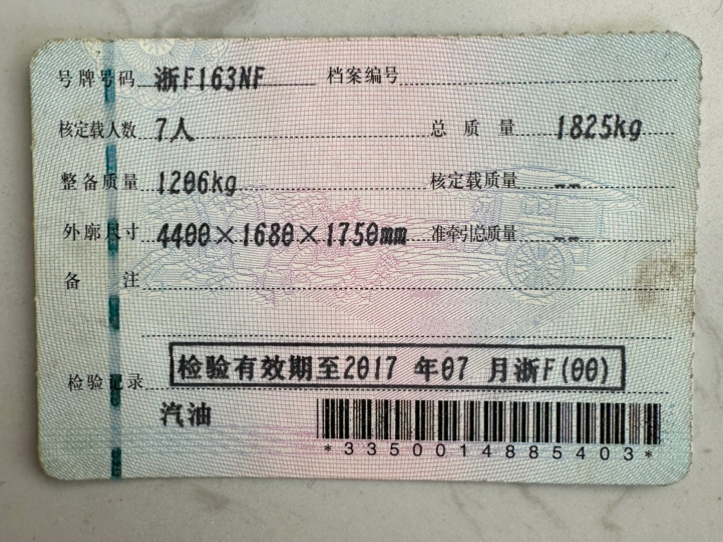 号牌号码 浙F163NF 档案编号
核定载人数 7人 总质量 1825kg
整备质量 1206kg 核定载质量 --
外廓尺寸 4400×1680×1750mm 准牵引总质量 --
备注
检验有效期至2017 年07 月浙F(00)
检验记录
汽油
*3350014885403*